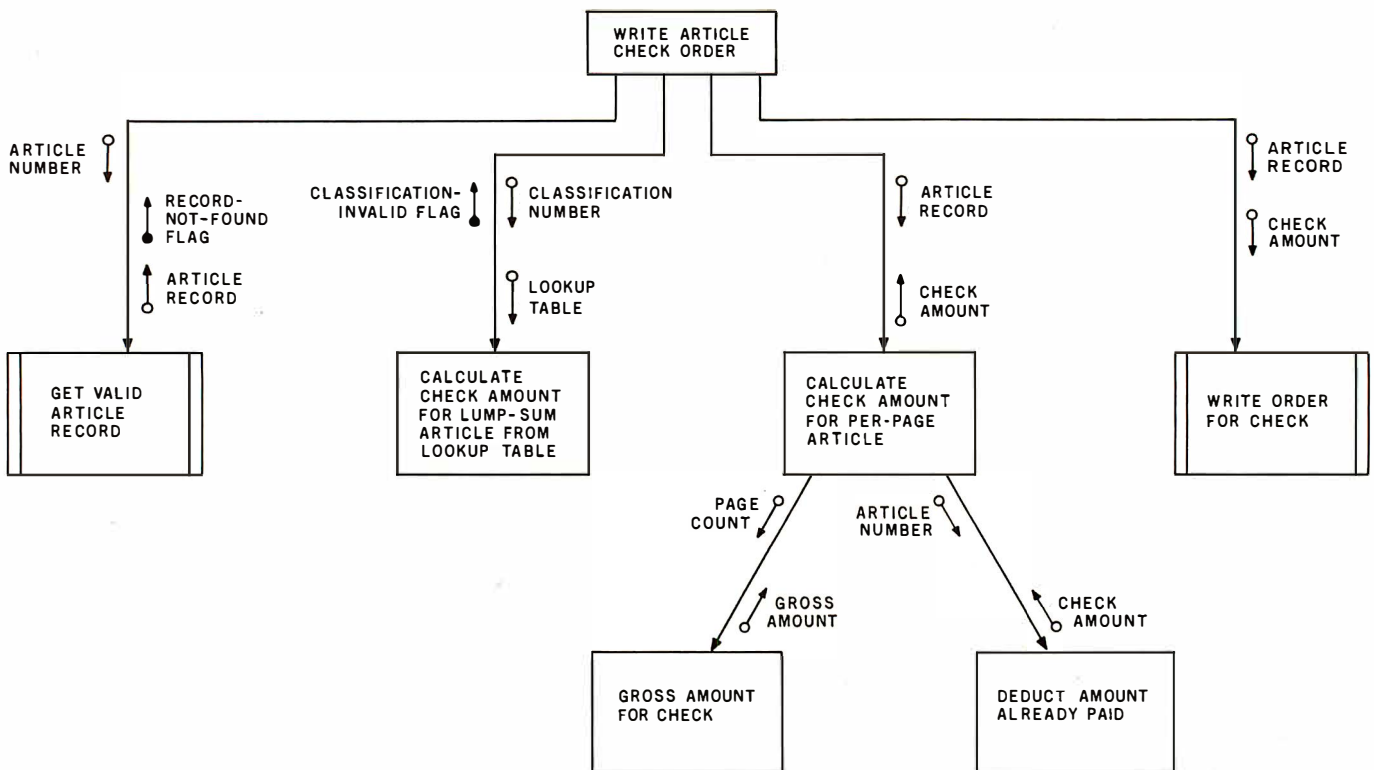 WRITE ARTICLE
CHECK ORDER
ARTICLE
NUMBER
RECORD-
NOT-FOUND
FLAG
ARTICLE
RECORD
CLASSIFICATION-
INVALID FLAG
CLASSIFICATION
NUMBER
LOOKUP
TABLE
ARTICLE
RECORD
CHECK
AMOUNT
ARTICLE
RECORD
CHECK
AMOUNT
GET VALID
ARTICLE
RECORD
CALCULATE
CHECK AMOUNT
FOR LUMP-SUM
ARTICLE FROM
LOOKUP TABLE
CALCULATE
CHECK AMOUNT
FOR PER-PAGE
ARTICLE
WRITE ORDER
FOR CHECK
PAGE
COUNT
GROSS
AMOUNT
ARTICLE
NUMBER
CHECK
AMOUNT
GROSS AMOUNT
FOR CHECK
DEDUCT AMOUNT
ALREADY PAID